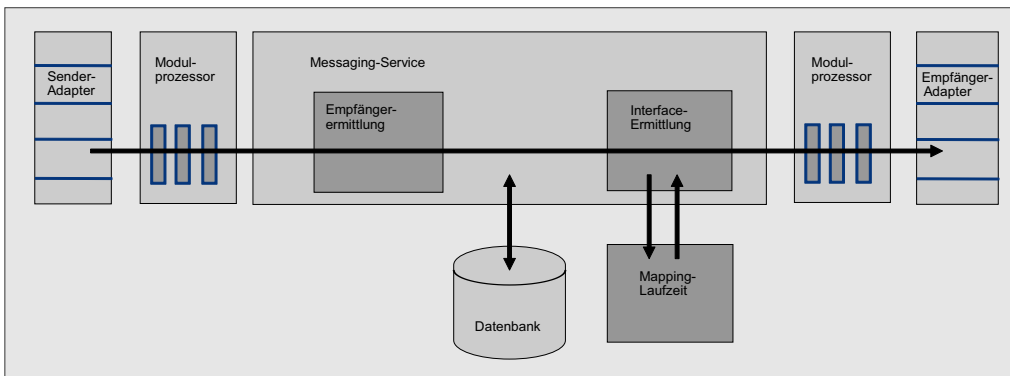 Sender-
Adapter
Modul-
prozessor
Messaging-Service
Empfänger-
ermittlung
Interface-
Ermittlung
Modul-
prozessor
Empfänger-
Adapter
Datenbank
Mapping-
Laufzeit